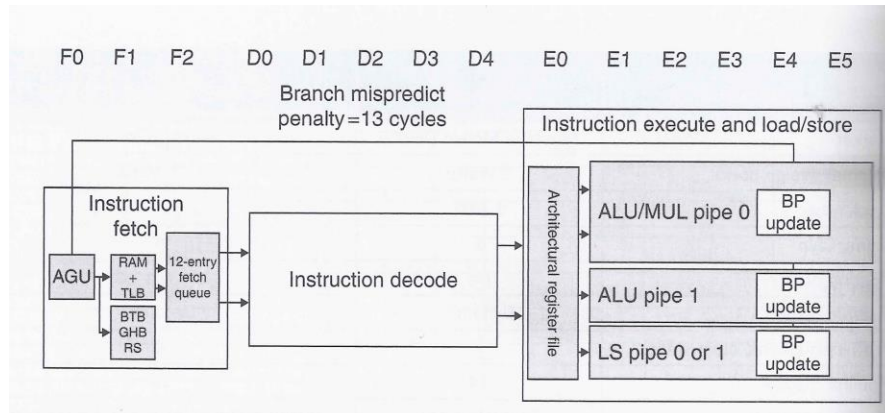 F0 F1 F2 D0 D1 D2 D3 D4 E0 E1 E2 E3 E4 E5
Branch mispredict
penalty=13 cycles
Instruction execute and load/store
Instruction
fetch
AGU
RAM
+
TLB
BTB
GHB
RS
12-entry
fetch
queue
Instruction decode
Architectural register file
ALU/MUL pipe 0
BP
update
ALU pipe 1
BP
update
LS pipe 0 or 1
BP
update